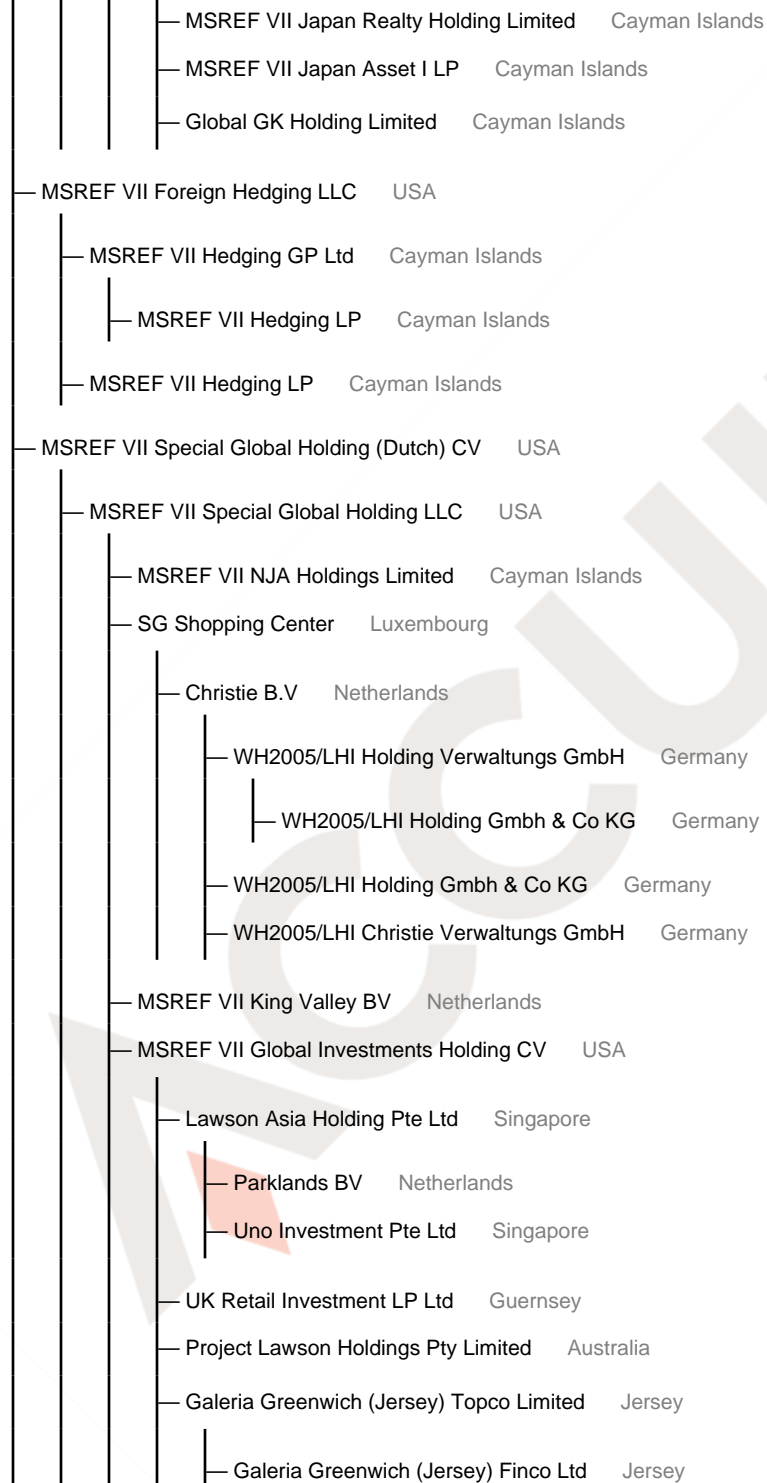 MSREF VII Japan Realty Holding Limited Cayman Islands
MSREF VII Japan Asset I LP Cayman Islands
Global GK Holding Limited Cayman Islands
MSREF VII Foreign Hedging LLC USA
MSREF VII Hedging GP Ltd Cayman Islands
MSREF VII Hedging LP Cayman Islands
MSREF VII Hedging LP Cayman Islands
MSREF VII Special Global Holding (Dutch) CV USA
MSREF VII Special Global Holding LLC USA
MSREF VII NJA Holdings Limited Cayman Islands
SG Shopping Center Luxembourg
Christie B.V Netherlands
WH2005/LHI Holding Verwaltungs GmbH Germany
WH2005/LHI Holding Gmbh & Co KG Germany
WH2005/LHI Holding Gmbh & Co KG Germany
WH2005/LHI Christie Verwaltungs GmbH Germany
MSREF VII King Valley BV Netherlands
MSREF VII Global Investments Holding CV USA
Lawson Asia Holding Pte Ltd Singapore
Parklands BV Netherlands
Uno Investment Pte Ltd Singapore
UK Retail Investment LP Ltd Guernsey
Project Lawson Holdings Pty Limited Australia
Galeria Greenwich (Jersey) Topco Limited Jersey
Galeria Greenwich (Jersey) Finco Ltd Jersey